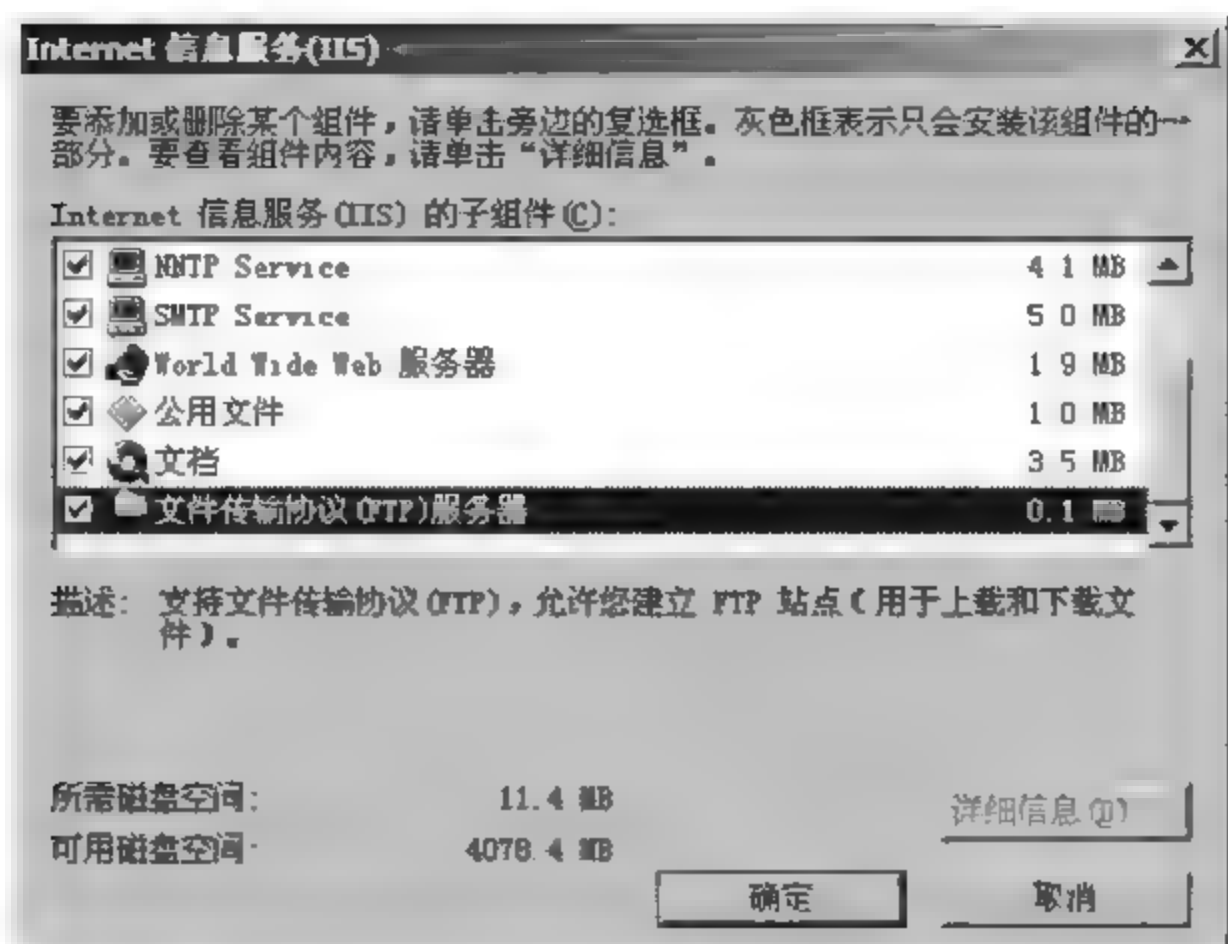 Internet 信息服务(IIS)
要添加或删除某个组件，请单击旁边的复选框。灰色框表示只会安装该组件的一
部分。要查看组件内容，请单击“详细信息”。
Internet 信息服务(IIS) 的子组件(C):
NNTP Service 4 1 MB
SMTP Service 5 0 MB
World Wide Web 服务器 1 9 MB
公用文件 1 0 MB
文档 3 5 MB
文件传输协议(FTP)服务器 0.1 MB
描述: 支持文件传输协议(FTP)，允许您建立 FTP 站点(用于上载和下载文
件)。
所需磁盘空间: 11.4 MB
可用磁盘空间: 4078.4 MB
详细信息(D)
确定 取消